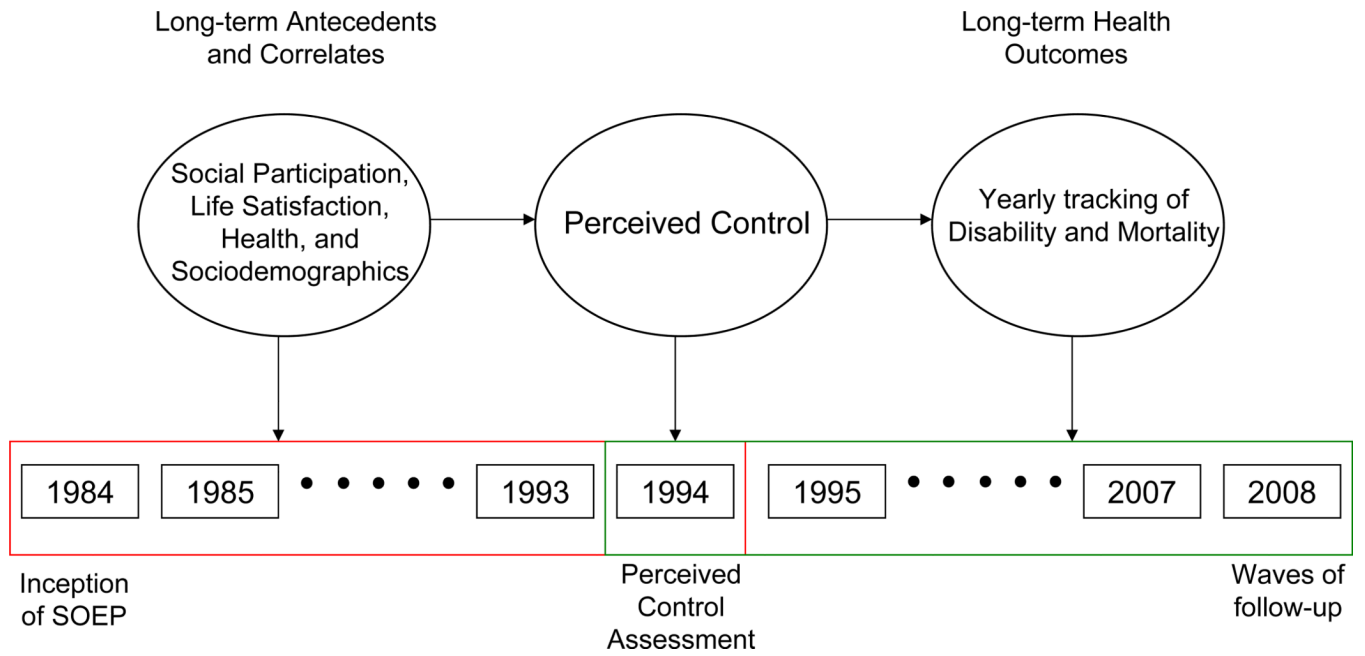 Long-term Antecedents
and Correlates
Long-term Health
Outcomes
Social Participation,
Life Satisfaction,
Health, and
Sociodemographics
Perceived Control
Yearly tracking of
Disability and Mortality
1984
1985
1993
1994
1995
2007
2008
Inception
of SOEP
Perceived
Control
Assessment
Waves of
follow-up